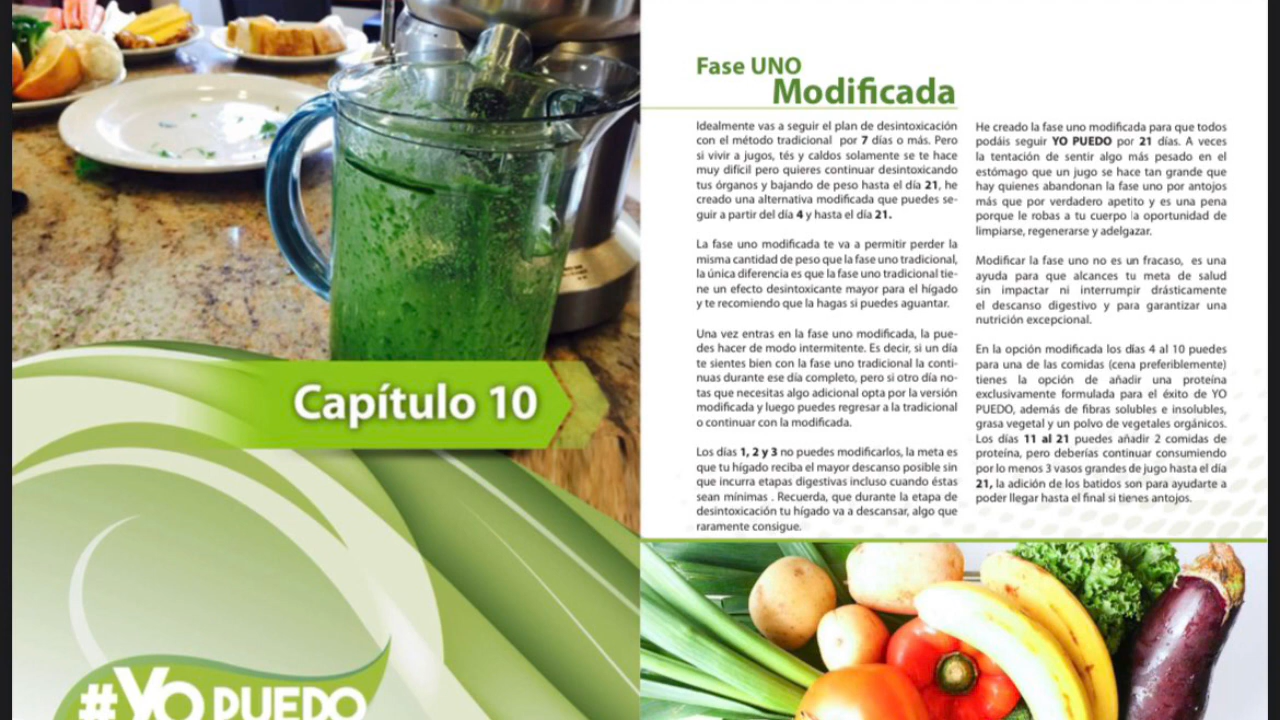 Capítulo 10
#YO PUEDO
Fase UNO
Modificada
Idealmente vas a seguir el plan de desintoxicación
con el método tradicional por 7 días o más. Pero
si vivir a jugos, tés y caldos solamente se te hace
muy difícil pero quieres continuar desintoxicando
tus órganos y bajando de peso hasta el día 21, he
creado una alternativa modificada que puedes se-
guir a partir del día 4 y hasta el día 21.
La fase uno modificada te va a permitir perder la
misma cantidad de peso que la fase uno tradicional,
la única diferencia es que la fase uno tradicional tie-
ne un efecto desintoxicante mayor para el hígado
y te recomiendo que la hagas si puedes aguantar.
Una vez entras en la fase uno modificada, la pue-
des hacer de modo intermitente. Es decir, si un día
te sientes bien con la fase uno tradicional la conti-
nuas durante ese día completo, pero si otro día no-
tas que necesitas algo adicional opta por la versión
modificada y luego puedes regresar a la tradicional
o continuar con la modificada.
Los días 1, 2 y 3 no puedes modificarlos, la meta es
que tu hígado reciba el mayor descanso posible sin
que incurra etapas digestivas incluso cuando éstas
sean mínimas . Recuerda, que durante la etapa de
desintoxicación tu hígado va a descansar, algo que
raramente consigue.
He creado la fase uno modificada para que todos
podáis seguir YO PUEDO por 21 días. A veces
la tentación de sentir algo más pesado en el
estómago que un jugo se hace tan grande que
hay quienes abandonan la fase uno por antojos
más que por verdadero apetito y es una pena
porque le robas a tu cuerpo la oportunidad de
limpiarse, regenerarse y adelgazar.
Modificar la fase uno no es un fracaso, es una
ayuda para que alcances tu meta de salud
sin impactar ni interrumpir drásticamente
el descanso digestivo y para garantizar una
nutrición excepcional.
En la opción modificada los días 4 al 10 puedes
para una de las comidas (cena preferiblemente)
tienes la opción de añadir una proteína
exclusivamente formulada para el éxito de YO
PUEDO, además de fibras solubles e insolubles,
grasa vegetal y un polvo de vegetales orgánicos.
Los días 11 al 21 puedes añadir 2 comidas de
proteína, pero deberías continuar consumiendo
por lo menos 3 vasos grandes de jugo hasta el día
21, la adición de los batidos son para ayudarte a
poder llegar hasta el final si tienes antojos.